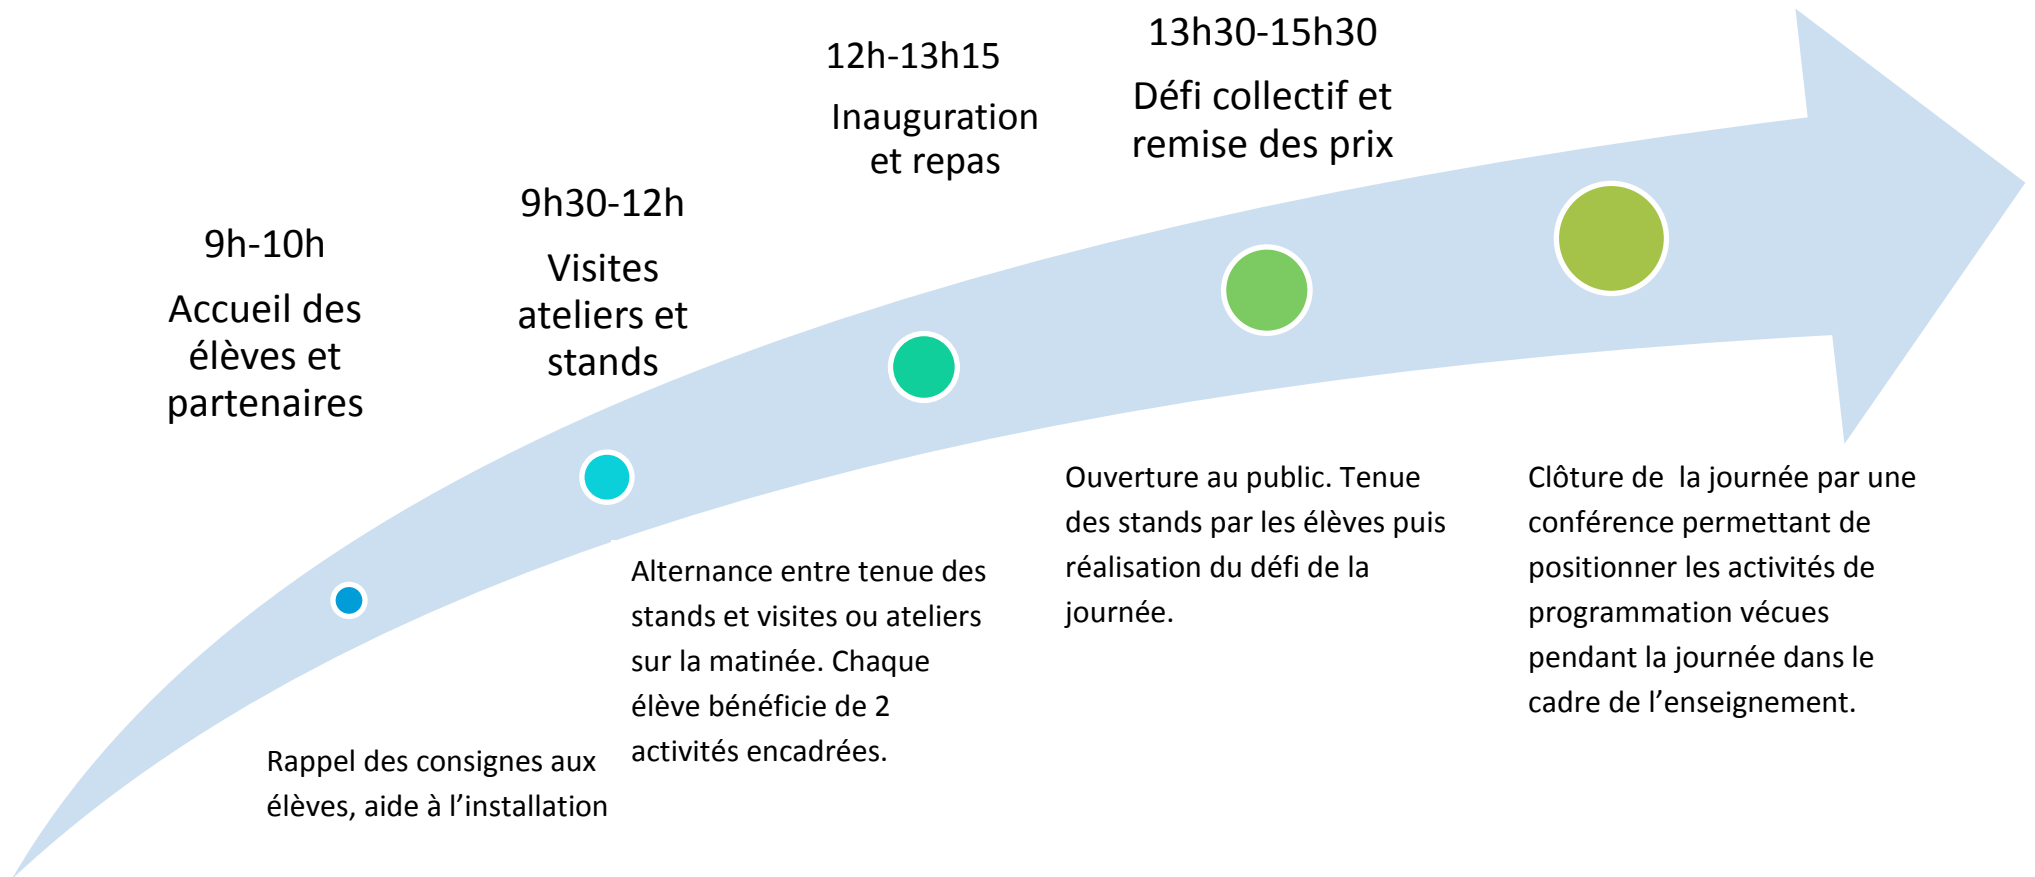 9h-10h
Accueil des
élèves et
partenaires
9h30-12h
Visites
ateliers et
stands
12h-13h15
Inauguration
et repas
13h30-15h30
Défi collectif et
remise des prix
Rappel des consignes aux
élèves, aide à l’installation
Alternance entre tenue des
stands et visites ou ateliers
sur la matinée. Chaque
élève bénéficie de 2
activités encadrées.
Ouverture au public. Tenue
des stands par les élèves puis
réalisation du défi de la
journée.
Clôture de  la journée par une
conférence permettant de
positionner les activités de
programmation vécues
pendant la journée dans le
cadre de l’enseignement.